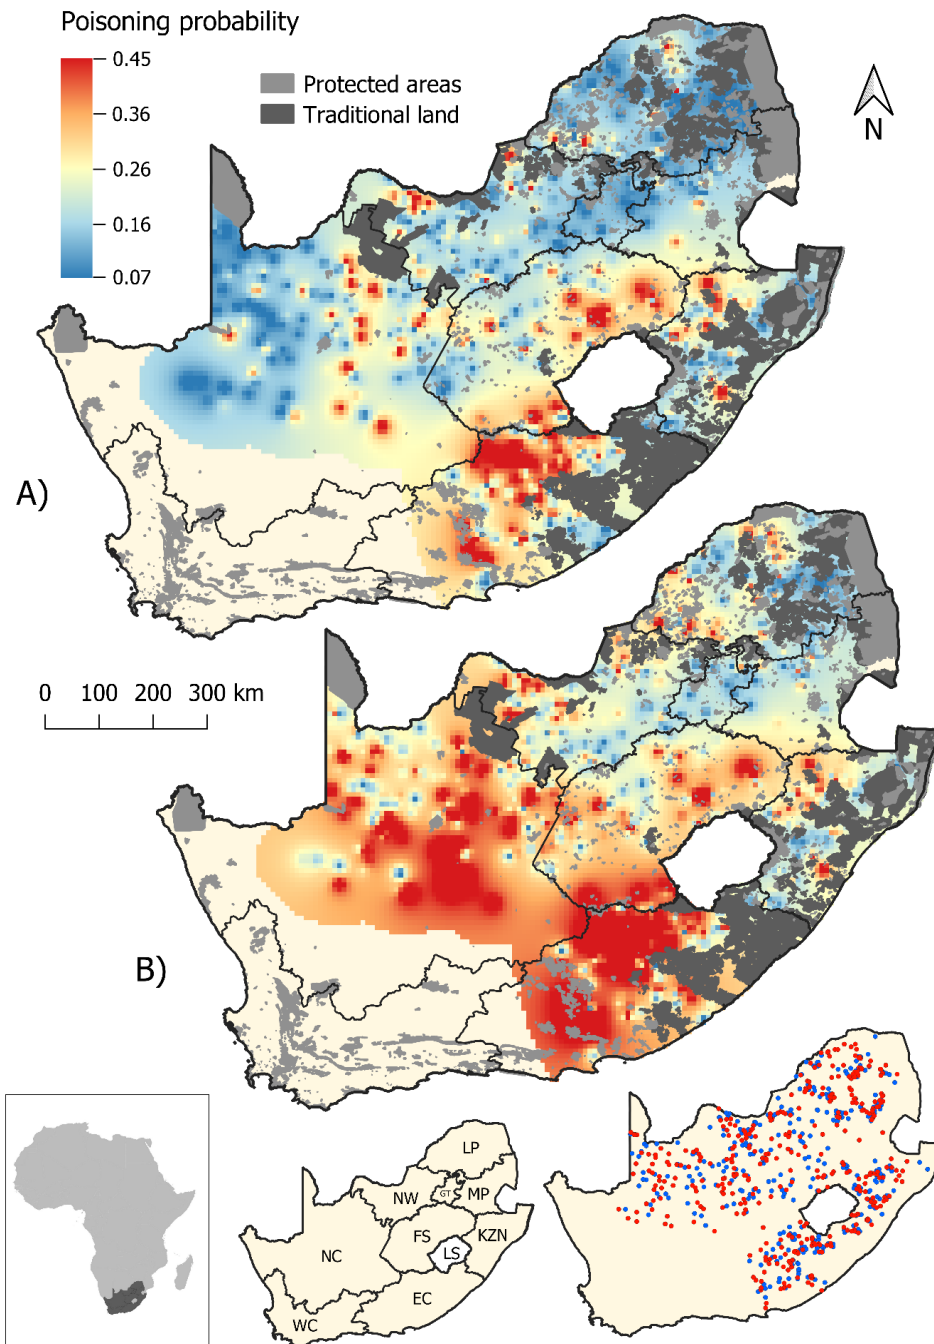 Poisoning probability
0.45
0.36
0.26
0.16
0.07
Protected areas
Traditional land
N
A)
0 100 200 300 km
B)
LP
NW
GT
MP
NC
FS
KZN
LS
EC
WC